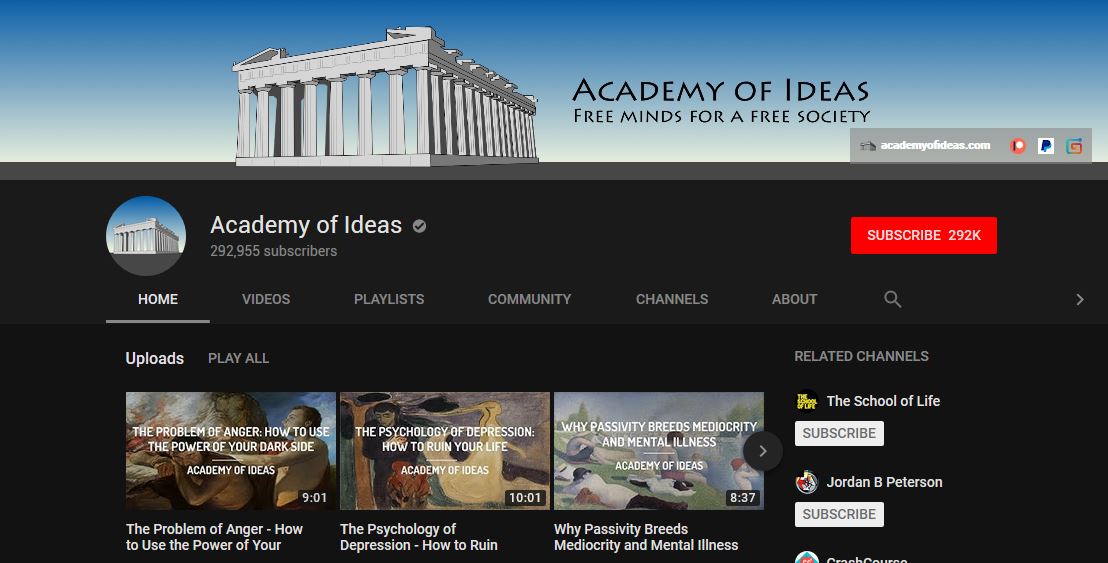 ACADEMY OF IDEAS
FREE MINDS FOR A FREE SOCIETY
academyofideas.com
Academy of Ideas
292,955 subscribers
SUBSCRIBE 292K
HOME VIDEOS PLAYLISTS COMMUNITY CHANNELS ABOUT
Uploads PLAY ALL
THE PROBLEM OF ANGER: HOW TO USE
THE POWER OF YOUR DARK SIDE
ACADEMY OF IDEAS
9:01
The Problem of Anger - How
to Use the Power of Your
THE PSYCHOLOGY OF DEPRESSION:
HOW TO RUIN YOUR LIFE
ACADEMY OF IDEAS
10:01
The Psychology of
Depression - How to Ruin
WHY PASSIVITY BREEDS MEDIOCRITY
AND MENTAL ILLNESS
ACADEMY OF IDEAS
8:37
Why Passivity Breeds
Mediocrity and Mental Illness
RELATED CHANNELS
THE
SCHOOL
OF LIFE
The School of Life
SUBSCRIBE
Jordan B Peterson
SUBSCRIBE
CrashCourse